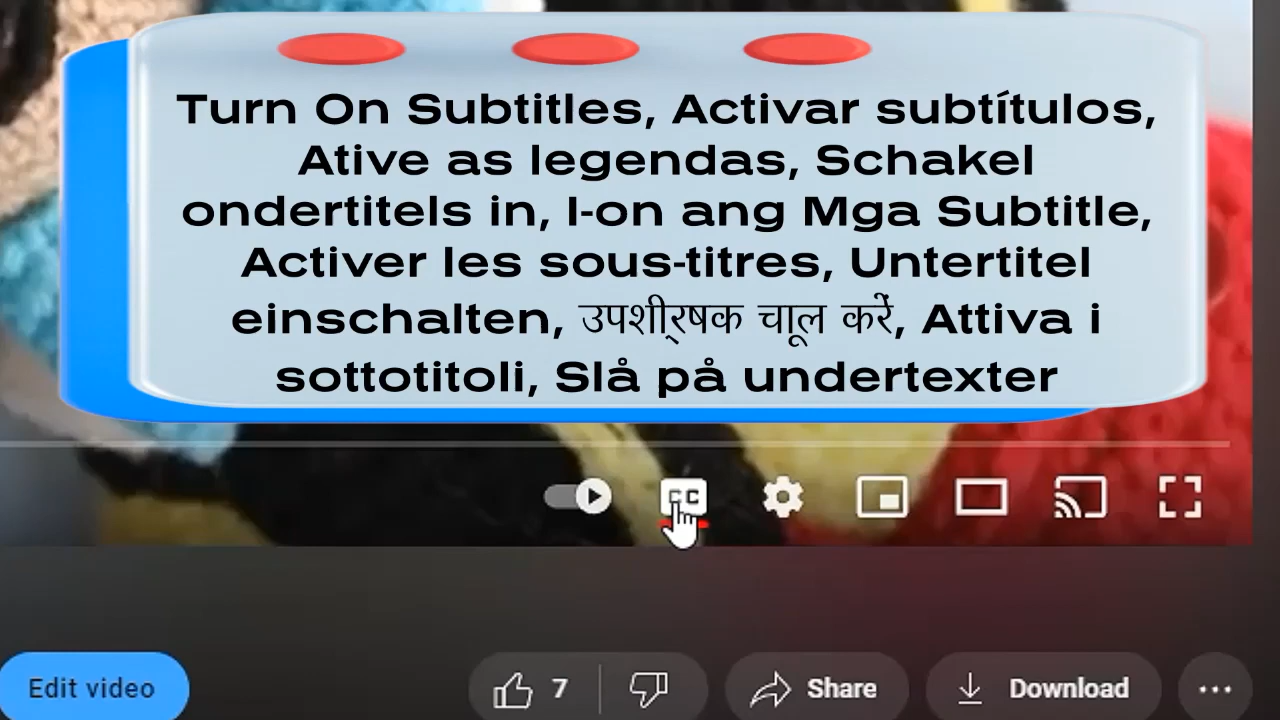 Turn On Subtitles, Activar subtítulos,
Ative as legendas, Schakel
ondertitels in, I-on ang Mga Subtitle,
Activer les sous-titres, Untertitel
einschalten, उपशीर्षक चालू करें, Attiva i
sottotitoli, Slå på undertexter
CC
Edit video
7
Share
Download